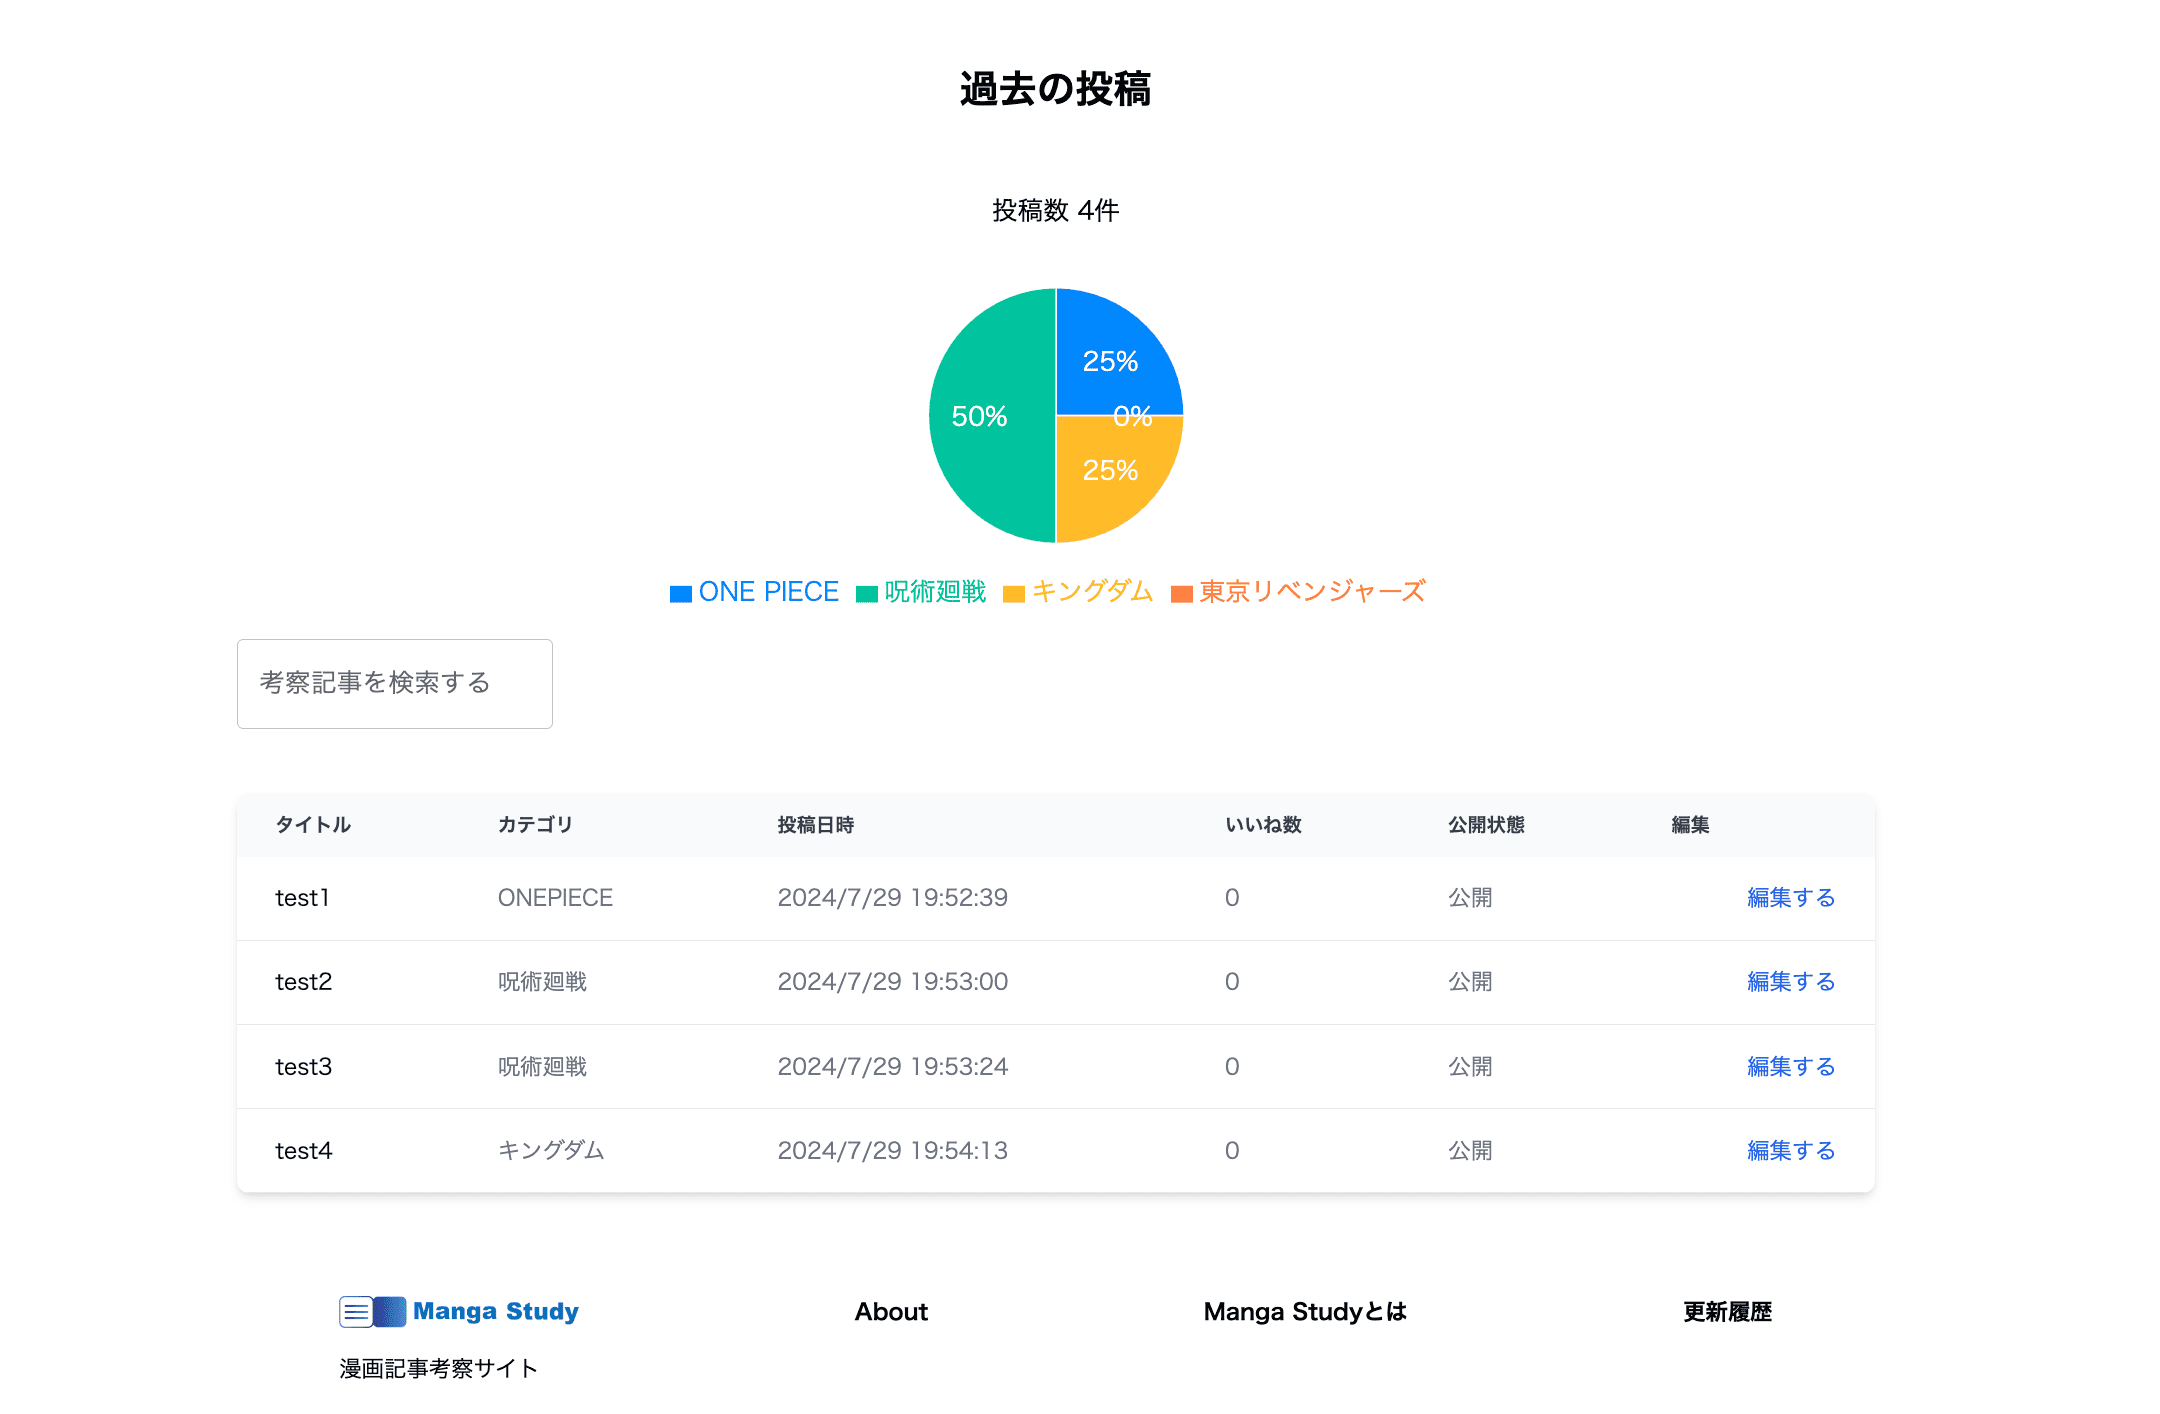 過去の投稿
投稿数 4件
25%
50%
0%
25%
ONE PIECE 呪術廻戦 キングダム 東京リベンジャーズ
考察記事を検索する
タイトル カテゴリ 投稿日時 いいね数 公開状態 編集
test1 ONEPIECE 2024/7/29 19:52:39 0 公開 編集する
test2 呪術廻戦 2024/7/29 19:53:00 0 公開 編集する
test3 呪術廻戦 2024/7/29 19:53:24 0 公開 編集する
test4 キングダム 2024/7/29 19:54:13 0 公開 編集する
Manga Study About Manga Studyとは 更新履歴
漫画記事考察サイト